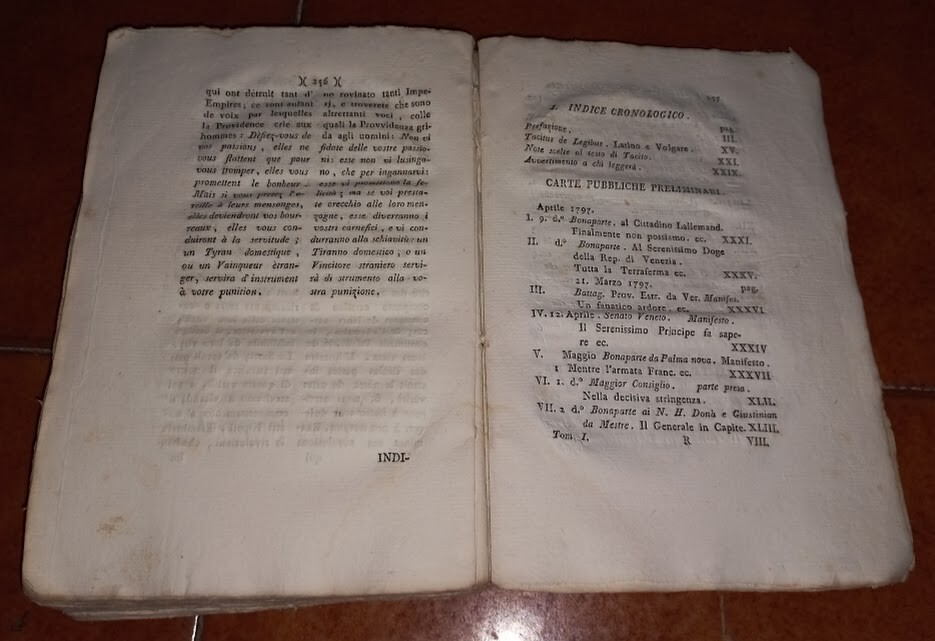 )( 256 )(
qui ont détruit tant d'
Empires; ce sont autant
de voix par lesquelles
la Providence crie aux
hommes: Défiez-vous de
vos passions, elles ne
vous flattent que pour
vous tromper, elles vous
promettent le bonheur.
Mais si vous prêtez l'o-
reille à leurs mensonges,
elles deviendront vos bour-
reaux, elles vous con-
duiront à la servitude;
un Tyran domestique,
ou un Vainqueur étran-
ger, servira d'instrument
à votre punition.
no rovinato tanti Impe-
rj, e troverete che sono
altrettanti voci, colle
quali la Provvidenza gri-
da agli uomini: Non vi
fidate delle vostre passio-
ni: esse non vi lusinga-
no, che per ingannarvi:
esse vi promettono la fe-
licità; ma se voi presta-
te orecchio alle loro men-
zogne, esse diverranno i
vostri carnefici, e vi con-
durranno alla schiavitù: un
Tiranno domestico, o un
Vincitore straniero servi-
rà di strumento alla vo-
stra punizione.
INDI-
257
1. INDICE CRONOLOGICO.
pag.
Prefazione. III.
Tacitus de Legibus. Latino e Volgare. XV.
Note scelte al testo di Tacito. XXI.
Avvertimento a chi leggerà. XXIX.
CARTE PUBBLICHE PRELIMINARI.
Aprile 1797.
I. 9. d.° Bonaparte. al Cittadino Lallemand.
Finalmente non possiamo. ec. XXXI.
II. d.° Bonaparte. Al Serenissimo Doge
della Rep. di Venezia.
Tutta la Terraferma ec. XXXV.
21. Marzo 1797. pag.
III. Battag. Prov. Estr. da Ver. Manifes.
Un fanatico ardore. ec. XXXVI
IV. 12. Aprile. Senato Veneto. Manifesto.
Il Serenissimo Principe fa sape-
re ec. XXXIV
V. Maggio Bonaparte da Palma nova. Manifesto.
1 Mentre l'armata Franc. ec. XXXVII
VI. 1. d.° Maggior Consiglio. parte presa.
Nella decisiva stringenza. XLII.
VII. 2 d.° Bonaparte ai N. H. Donà e Giustinian
da Mestre. Il Generale in Capite. XLIII.
Tom. I. R VIII.